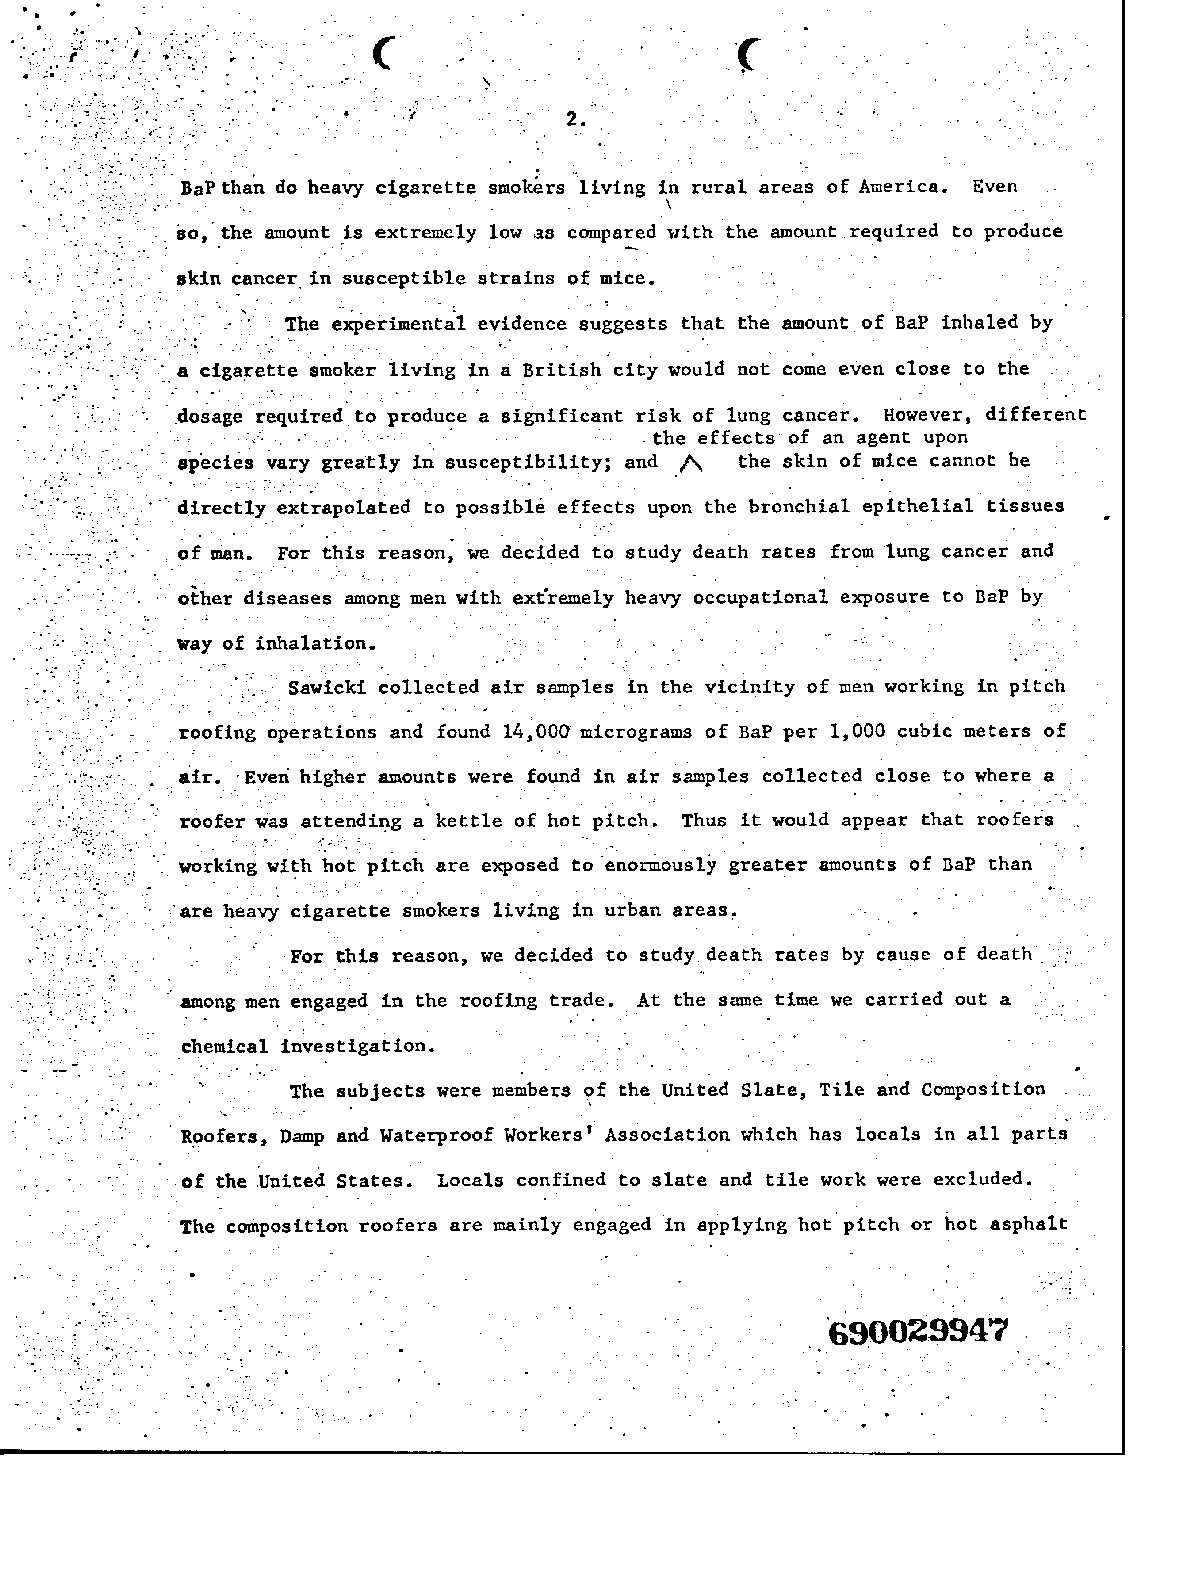 2.
BaP than do heavy cigarette smokers living in rural areas of America. Even
so, the amount is extremely low as compared with the amount required to produce
skin cancer in susceptible strains of mice.
The experimental evidence suggests that the amount of BaP inhaled by
a cigarette smoker living in a British city would not come even close to the
dosage required to produce a significant risk of lung cancer. However, different
the effects of an agent upon
species vary greatly in susceptibility; and ⋀ the skin of mice cannot be
directly extrapolated to possible effects upon the bronchial epithelial tissues
of man. For this reason, we decided to study death rates from lung cancer and
other diseases among men with extremely heavy occupational exposure to BaP by
way of inhalation.
Sawicki collected air samples in the vicinity of men working in pitch
roofing operations and found 14,000 micrograms of BaP per 1,000 cubic meters of
air. Even higher amounts were found in air samples collected close to where a
roofer was attending a kettle of hot pitch. Thus it would appear that roofers
working with hot pitch are exposed to enormously greater amounts of BaP than
are heavy cigarette smokers living in urban areas.
For this reason, we decided to study death rates by cause of death
among men engaged in the roofing trade. At the same time we carried out a
chemical investigation.
The subjects were members of the United Slate, Tile and Composition
Roofers, Damp and Waterproof Workers' Association which has locals in all parts
of the United States. Locals confined to slate and tile work were excluded.
The composition roofers are mainly engaged in applying hot pitch or hot asphalt
690029947